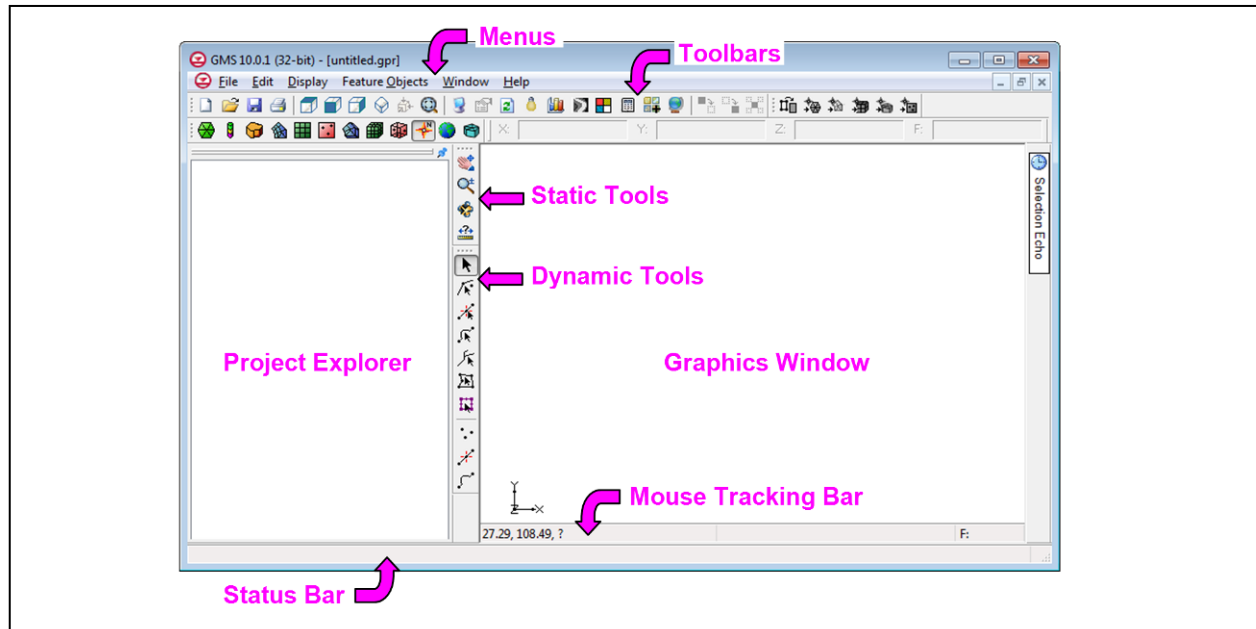 Menus
Toolbars
GMS 10.0.1 (32-bit) - [untitled.gpr]
File Edit Display Feature Objects Window Help
X: Y: Z: F:
Static Tools
Selection Echo
Dynamic Tools
Project Explorer
Graphics Window
Y
Z X
Mouse Tracking Bar
27.29, 108.49, ? F:
Status Bar